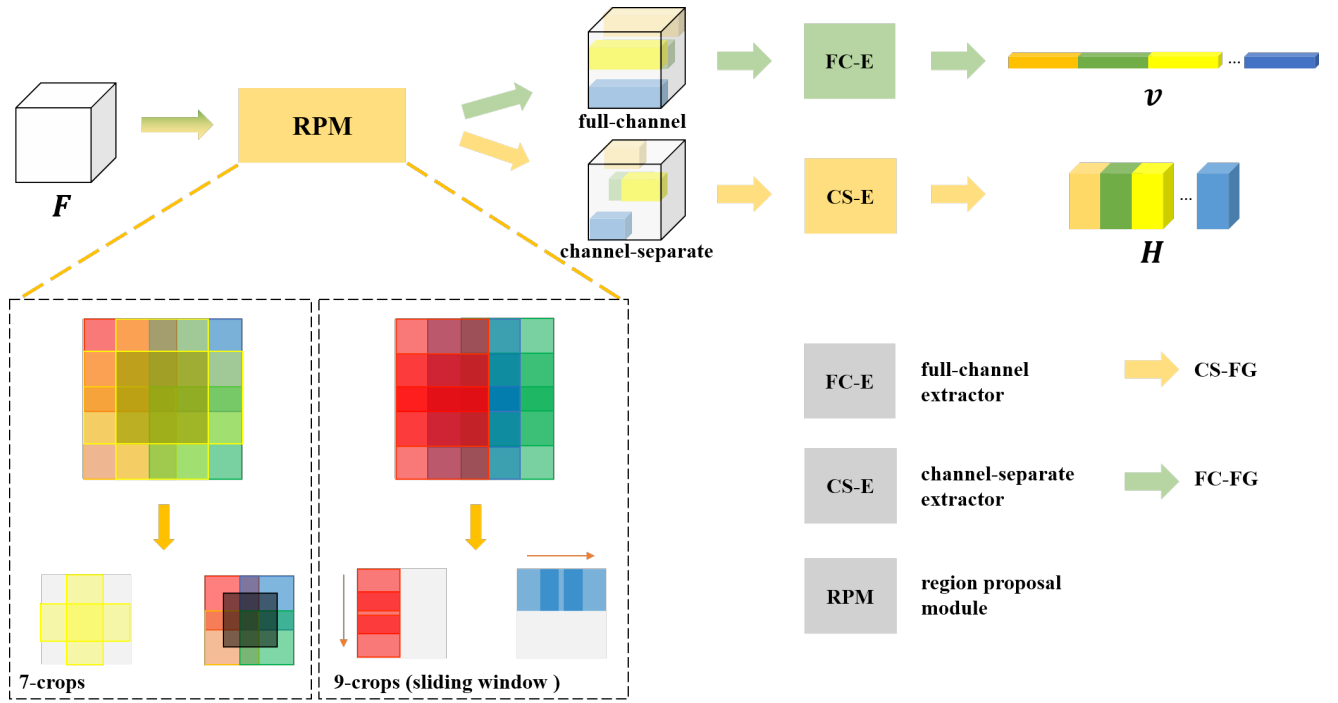 F
RPM
full-channel
channel-separate
FC-E
CS-E
...
v
...
H
7-crops
9-crops (sliding window )
FC-E
full-channel
extractor
CS-FG
CS-E
channel-separate
extractor
FC-FG
RPM
region proposal
module